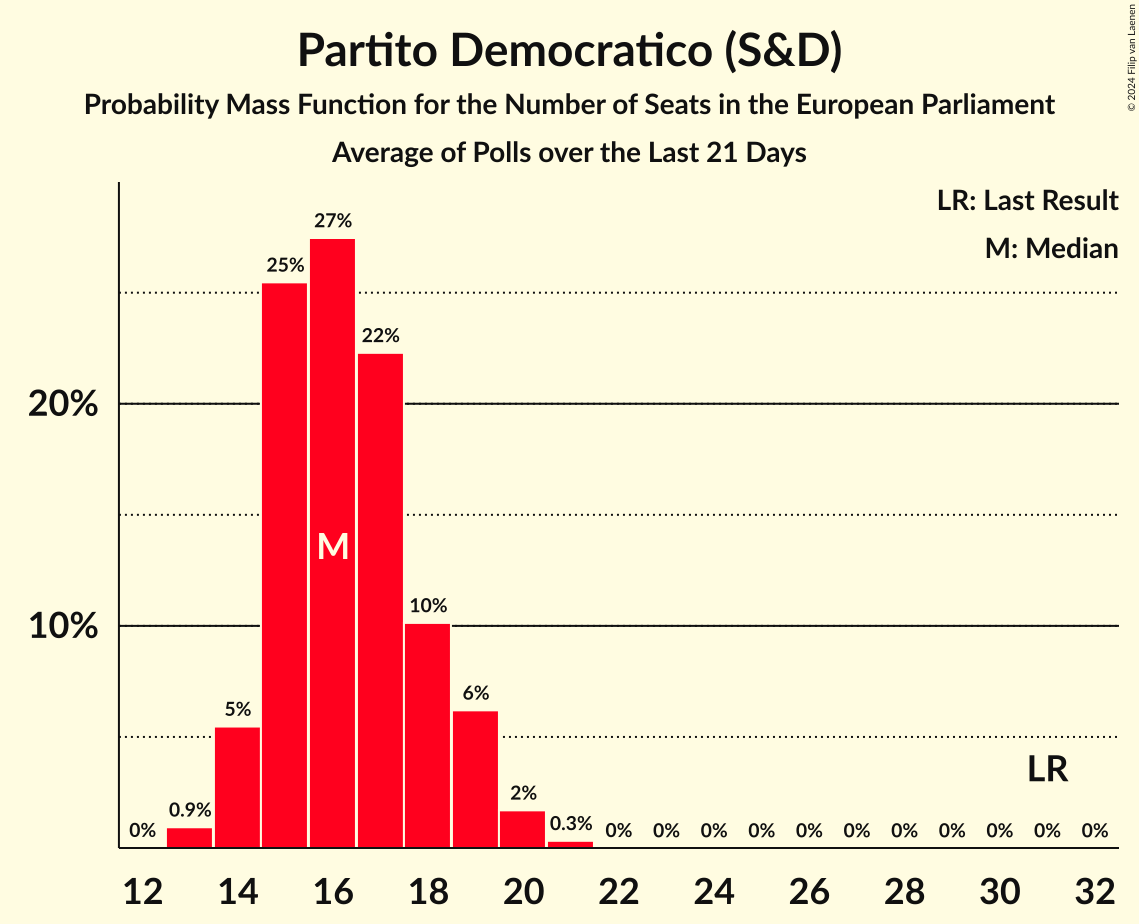 Partito Democratico (S&D)
Probability Mass Function for the Number of Seats in the European Parliament
Average of Polls over the Last 21 Days
© 2024 Filip van Laenen
LR: Last Result
M: Median
27%
25%
22%
20%
M
10%
10%
6%
5%
LR
2%
0.9%
0.3%
0% 0% 0% 0% 0% 0% 0% 0% 0% 0% 0% 0%
12 14 16 18 20 22 24 26 28 30 32